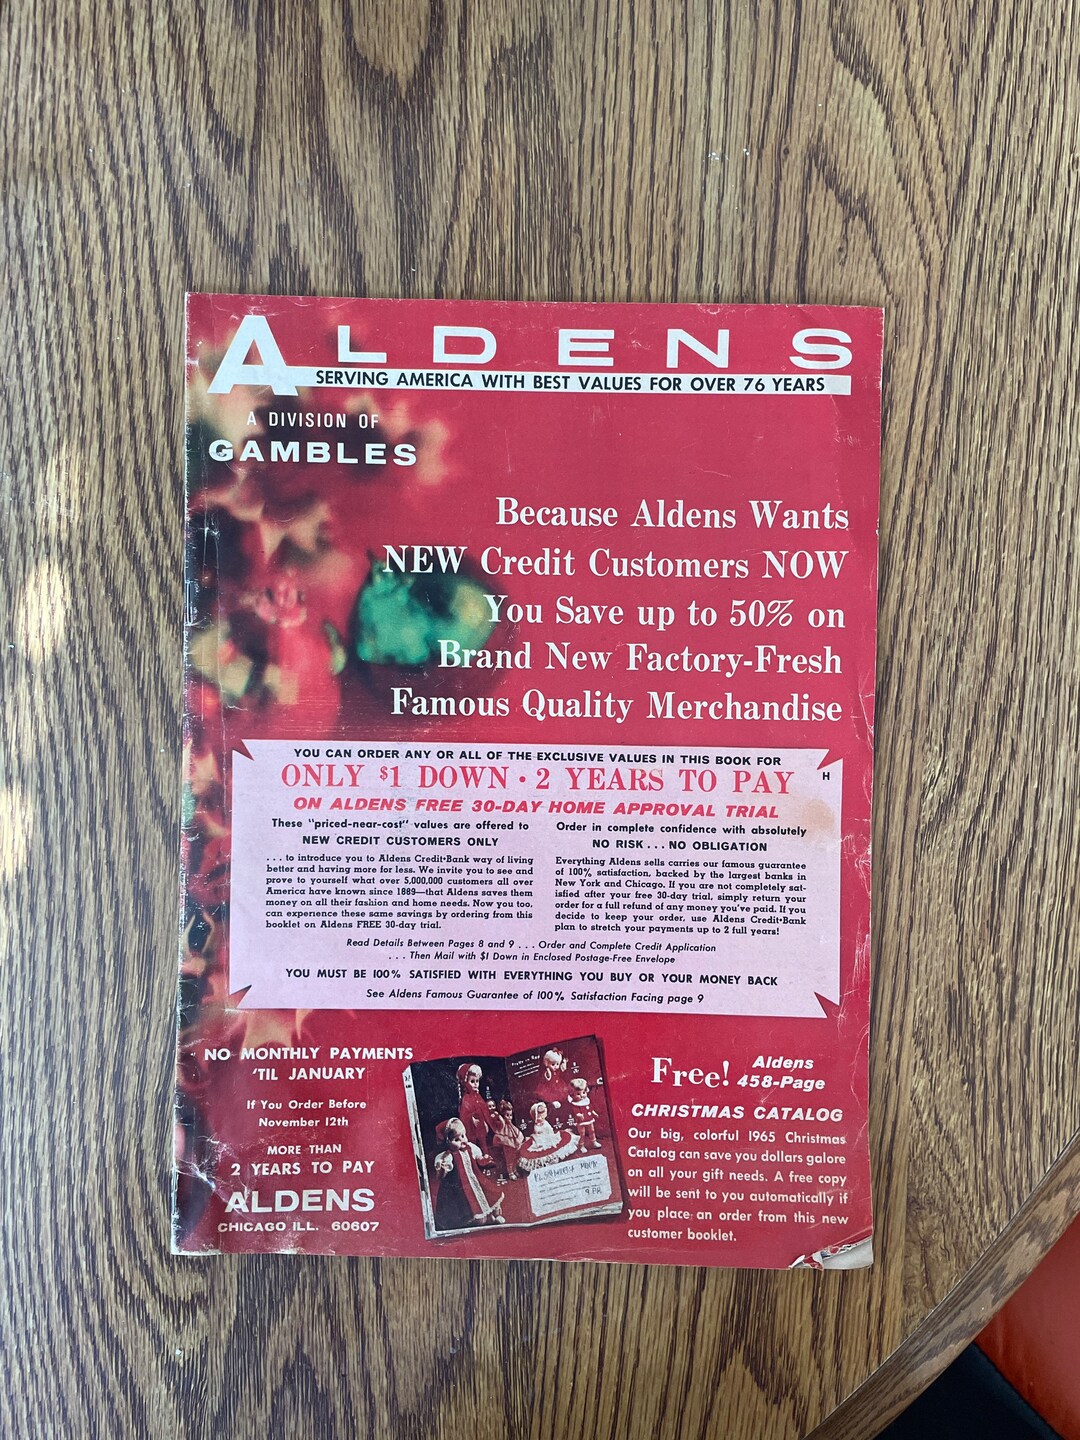 ALDENS
SERVING AMERICA WITH BEST VALUES FOR OVER 76 YEARS
A DIVISION OF
GAMBLES
Because Aldens Wants
NEW Credit Customers NOW
You Save up to 50% on
Brand New Factory-Fresh
Famous Quality Merchandise
YOU CAN ORDER ANY OR ALL OF THE EXCLUSIVE VALUES IN THIS BOOK FOR
ONLY $1 DOWN • 2 YEARS TO PAY
H
ON ALDENS FREE 30-DAY HOME APPROVAL TRIAL
These "priced-near-cost" values are offered to
NEW CREDIT CUSTOMERS ONLY
. . . to introduce you to Aldens Credit•Bank way of living
better and having more for less. We invite you to see and
prove to yourself what over 5,000,000 customers all over
America have known since 1889—that Aldens saves them
money on all their fashion and home needs. Now you too,
can experience these same savings by ordering from this
booklet on Aldens FREE 30-day trial.
Order in complete confidence with absolutely
NO RISK . . . NO OBLIGATION
Everything Aldens sells carries our famous guarantee
of 100% satisfaction, backed by the largest banks in
New York and Chicago. If you are not completely sat-
isfied after your free 30-day trial, simply return your
order for a full refund of any money you've paid. If you
decide to keep your order, use Aldens Credit•Bank
plan to stretch your payments up to 2 full years!
Read Details Between Pages 8 and 9 . . . Order and Complete Credit Application
. . . Then Mail with $1 Down in Enclosed Postage-Free Envelope
YOU MUST BE 100% SATISFIED WITH EVERYTHING YOU BUY OR YOUR MONEY BACK
See Aldens Famous Guarantee of 100% Satisfaction Facing page 9
NO MONTHLY PAYMENTS
'TIL JANUARY
If You Order Before
November 12th
MORE THAN
2 YEARS TO PAY
ALDENS
CHICAGO ILL. 60607
Free! Aldens
458-Page
CHRISTMAS CATALOG
Our big, colorful 1965 Christmas
Catalog can save you dollars galore
on all your gift needs. A free copy
will be sent to you automatically if
you place an order from this new
customer booklet.